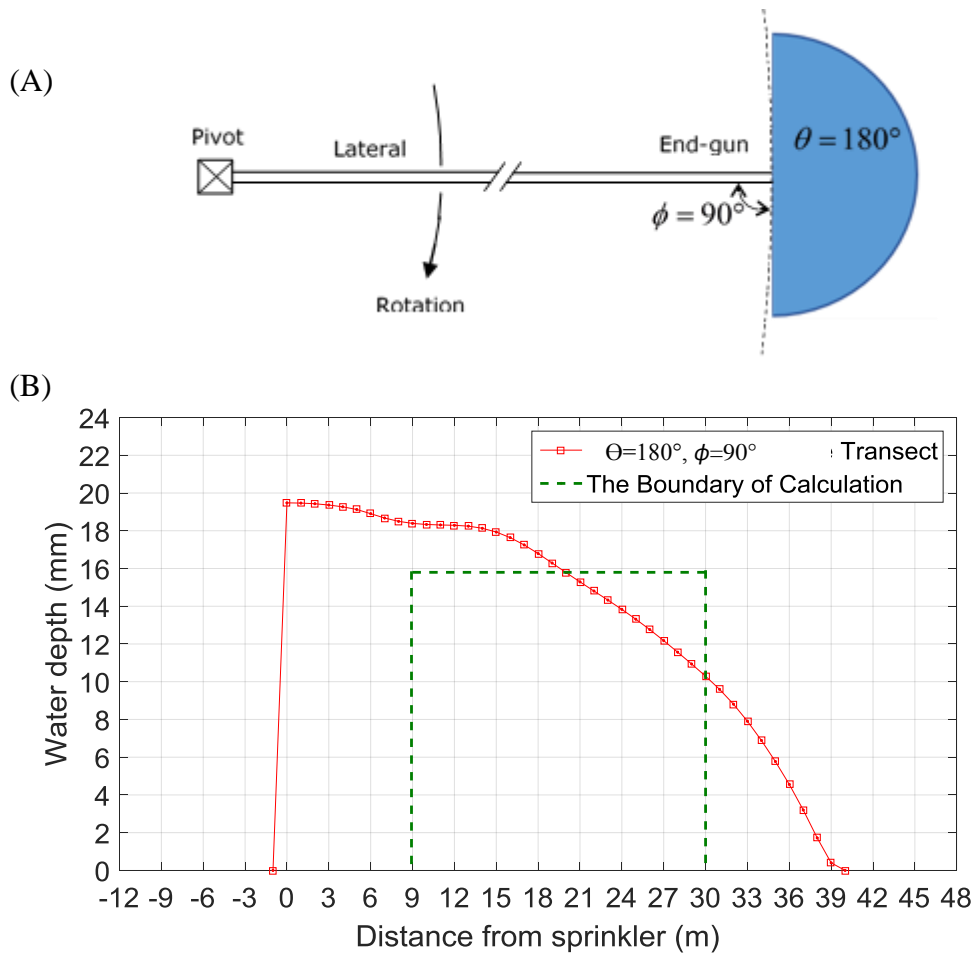 (A)
Pivot
Lateral
End-gun
θ = 180°
ϕ = 90°
Rotation
(B)
24
22
20
18
16
14
12
10
8
6
4
2
0
Water depth (mm)
Θ=180°, ϕ=90° Transect
The Boundary of Calculation
-12 -9 -6 -3 0 3 6 9 12 15 18 21 24 27 30 33 36 39 42 45 48
Distance from sprinkler (m)